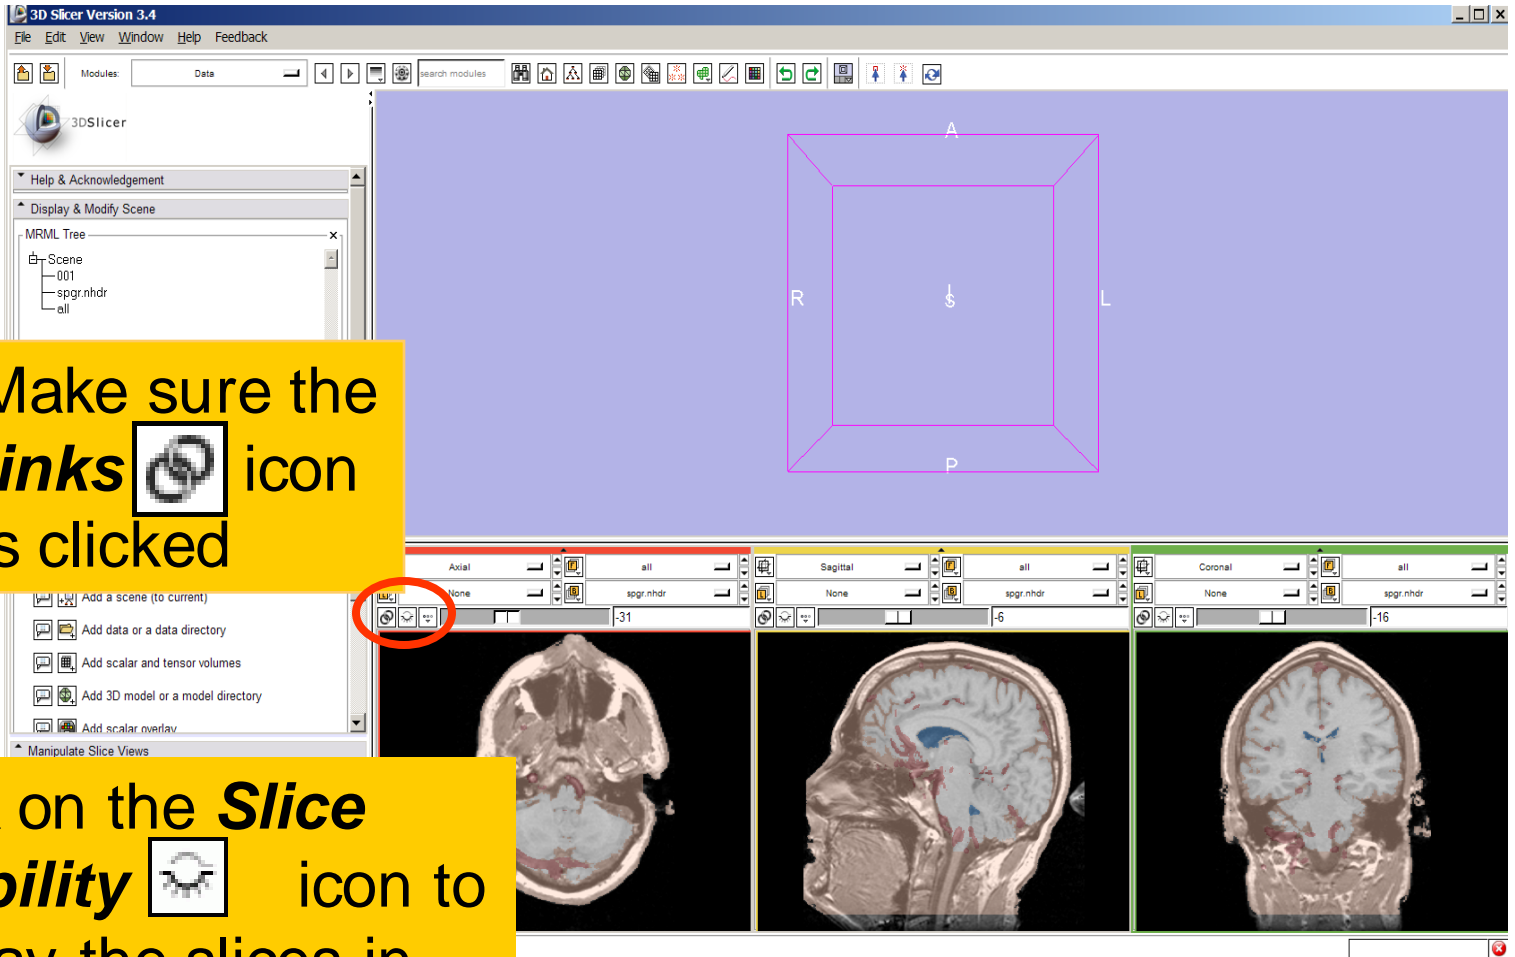 3D Slicer Version 3.4
File Edit View Window Help Feedback
Modules: Data search modules
3DSlicer
Help & Acknowledgement
Display & Modify Scene
MRML Tree
x
Scene
001
spgr.nhdr
all
A
R
L
I
S
P
Make sure the
inks icon
s clicked
Add a scene (to current)
Add data or a data directory
Add scalar and tensor volumes
Add 3D model or a model directory
Add scalar overlay
Manipulate Slice Views
Axial all
None spgr.nhdr
-31
Sagittal all
None spgr.nhdr
-6
Coronal all
None spgr.nhdr
-16
on the Slice
bility icon to
ay the slices in